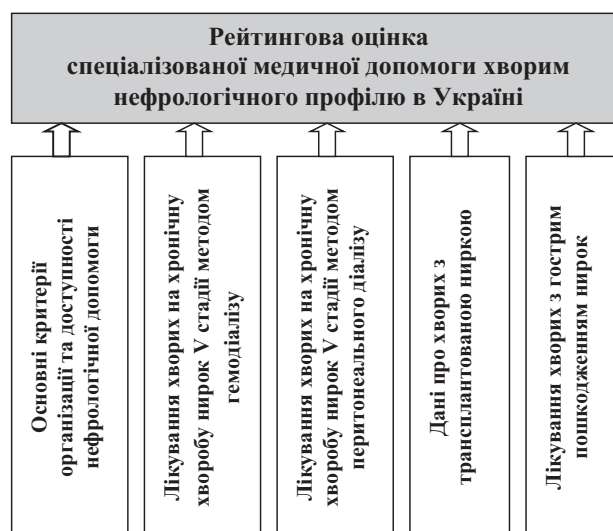 Рейтингова оцінка
спеціалізованої медичної допомоги хворим
нефрологічного профілю в Україні
Основні критерії
організації та доступності
нефрологічної допомоги
Лікування хворих на хронічну
хворобу нирок V стадії методом
гемодіалізу
Лікування хворих на хронічну
хворобу нирок V стадії методом
перитонеального діалізу
Дані про хворих з
трансплантованою ниркою
Лікування хворих з гострим
пошкодженням нирок